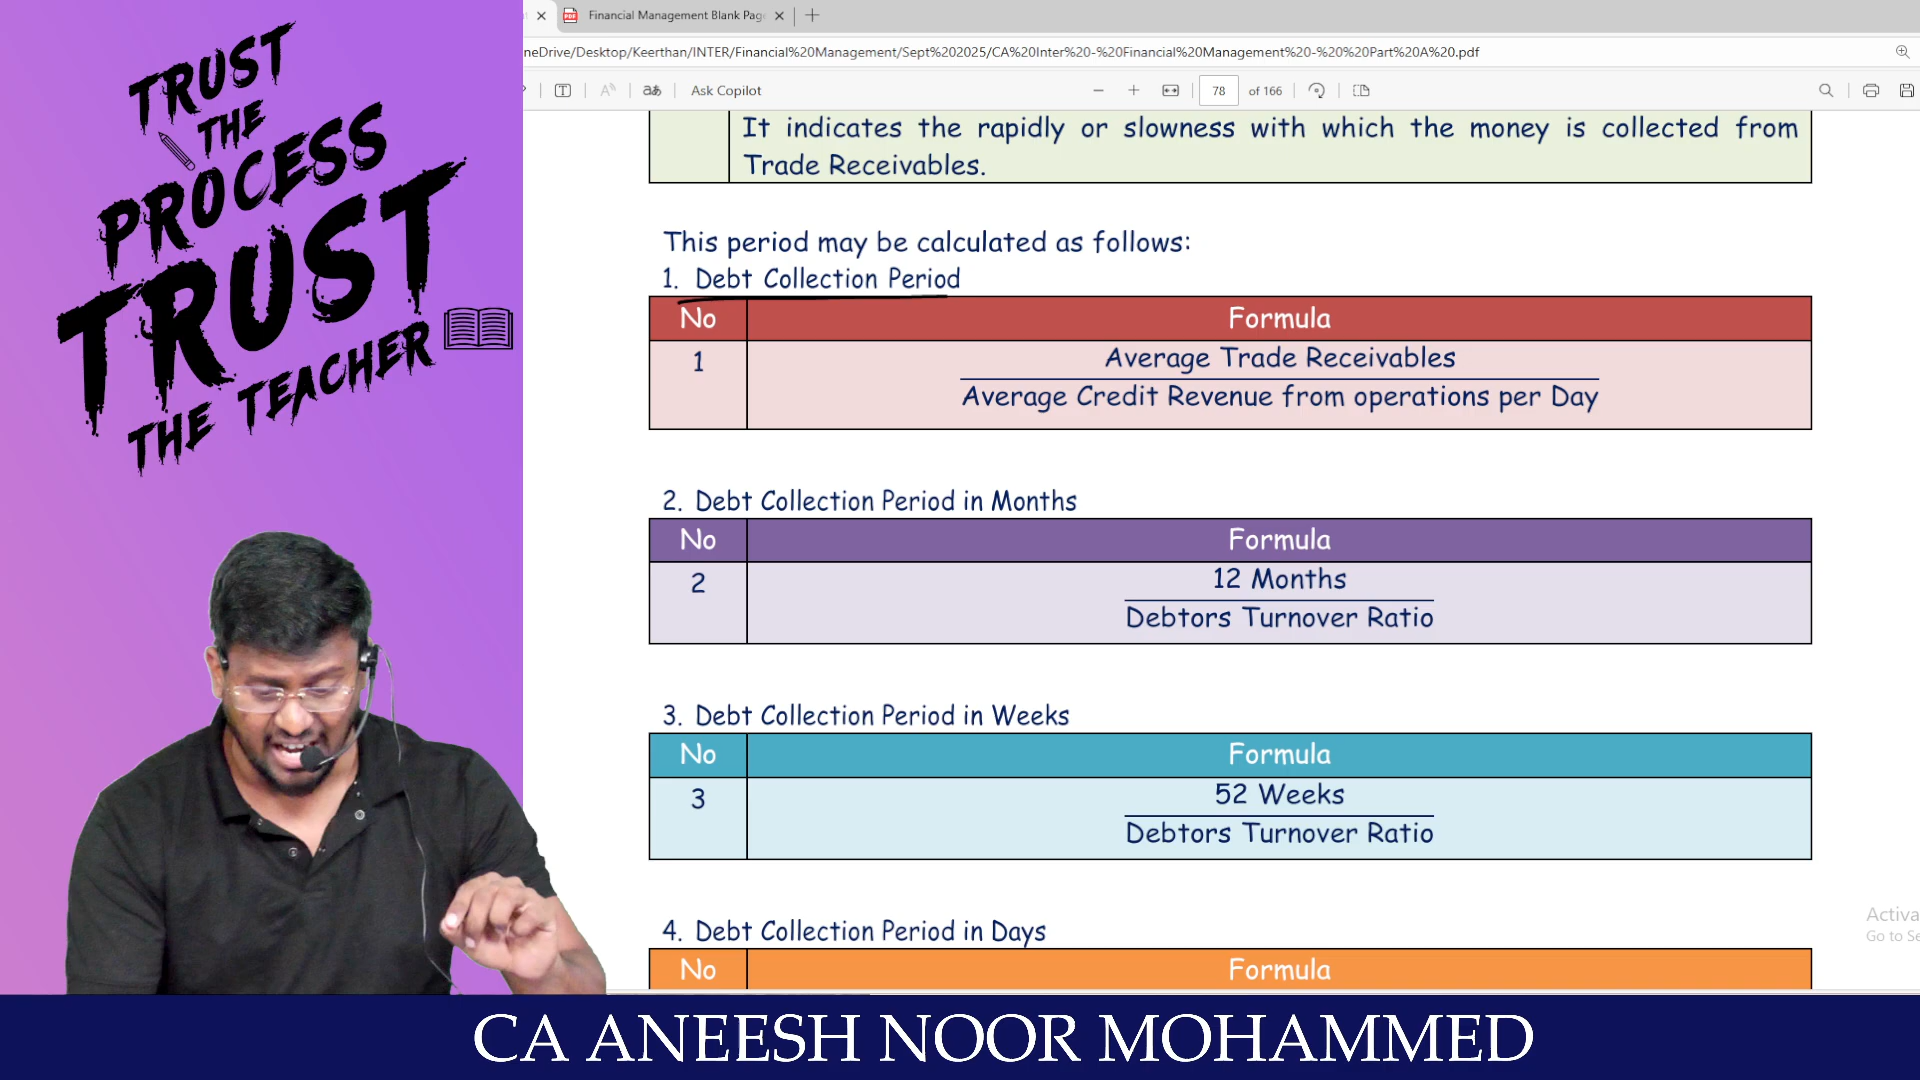 TRUST
THE
PROCESS
TRUST
THE TEACHER
Financial Management Blank Pag
neDrive/Desktop/Keerthan/INTER/Financial%20Management/Sept%202025/CA%20Inter%20-%20Financial%20Management%20-%20%20Part%20A%20.pdf
Ask Copilot
78 of 166
It indicates the rapidly or slowness with which the money is collected from
Trade Receivables.
This period may be calculated as follows:
1. Debt Collection Period
No Formula
1 Average Trade Receivables
Average Credit Revenue from operations per Day
2. Debt Collection Period in Months
No Formula
2 12 Months
Debtors Turnover Ratio
3. Debt Collection Period in Weeks
No Formula
3 52 Weeks
Debtors Turnover Ratio
4. Debt Collection Period in Days
No Formula
Activa
Go to Se
CA ANEESH NOOR MOHAMMED